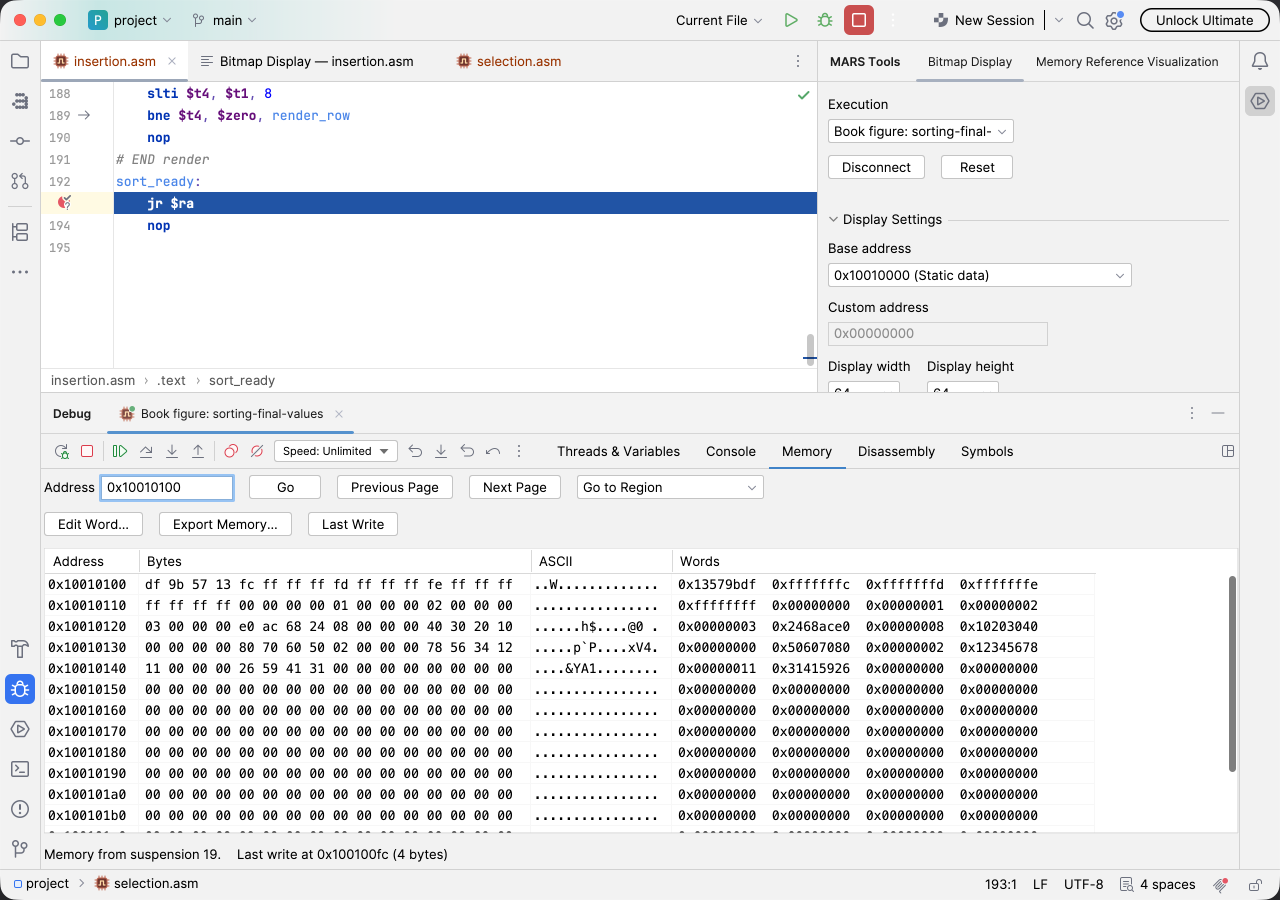 P project main Current File New Session Unlock Ultimate
insertion.asm Bitmap Display — insertion.asm selection.asm
188 slti $t4, $t1, 8
189 bne $t4, $zero, render_row
190 nop
191 # END render
192 sort_ready:
jr $ra
194 nop
195
insertion.asm › .text › sort_ready
MARS Tools Bitmap Display Memory Reference Visualization
Execution
Book figure: sorting-final-
Disconnect Reset
Display Settings
Base address
0x10010000 (Static data)
Custom address
0x00000000
Display width Display height
64 64
Debug Book figure: sorting-final-values
Speed: Unlimited Threads & Variables Console Memory Disassembly Symbols
Address 0x10010100 Go Previous Page Next Page Go to Region
Edit Word... Export Memory... Last Write
Address Bytes ASCII Words
0x10010100 df 9b 57 13 fc ff ff ff fd ff ff ff fe ff ff ff ..W............. 0x13579bdf 0xfffffffc 0xfffffffd 0xfffffffe
0x10010110 ff ff ff ff 00 00 00 00 01 00 00 00 02 00 00 00 ................ 0xffffffff 0x00000000 0x00000001 0x00000002
0x10010120 03 00 00 00 e0 ac 68 24 08 00 00 00 40 30 20 10 ......h$....@0 . 0x00000003 0x2468ace0 0x00000008 0x10203040
0x10010130 00 00 00 00 80 70 60 50 02 00 00 00 78 56 34 12 .....p`P....xV4. 0x00000000 0x50607080 0x00000002 0x12345678
0x10010140 11 00 00 00 26 59 41 31 00 00 00 00 00 00 00 00 ....&YA1........ 0x00000011 0x31415926 0x00000000 0x00000000
0x10010150 00 00 00 00 00 00 00 00 00 00 00 00 00 00 00 00 ................ 0x00000000 0x00000000 0x00000000 0x00000000
0x10010160 00 00 00 00 00 00 00 00 00 00 00 00 00 00 00 00 ................ 0x00000000 0x00000000 0x00000000 0x00000000
0x10010170 00 00 00 00 00 00 00 00 00 00 00 00 00 00 00 00 ................ 0x00000000 0x00000000 0x00000000 0x00000000
0x10010180 00 00 00 00 00 00 00 00 00 00 00 00 00 00 00 00 ................ 0x00000000 0x00000000 0x00000000 0x00000000
0x10010190 00 00 00 00 00 00 00 00 00 00 00 00 00 00 00 00 ................ 0x00000000 0x00000000 0x00000000 0x00000000
0x100101a0 00 00 00 00 00 00 00 00 00 00 00 00 00 00 00 00 ................ 0x00000000 0x00000000 0x00000000 0x00000000
0x100101b0 00 00 00 00 00 00 00 00 00 00 00 00 00 00 00 00 ................ 0x00000000 0x00000000 0x00000000 0x00000000
Memory from suspension 19. Last write at 0x100100fc (4 bytes)
project › selection.asm 193:1 LF UTF-8 4 spaces